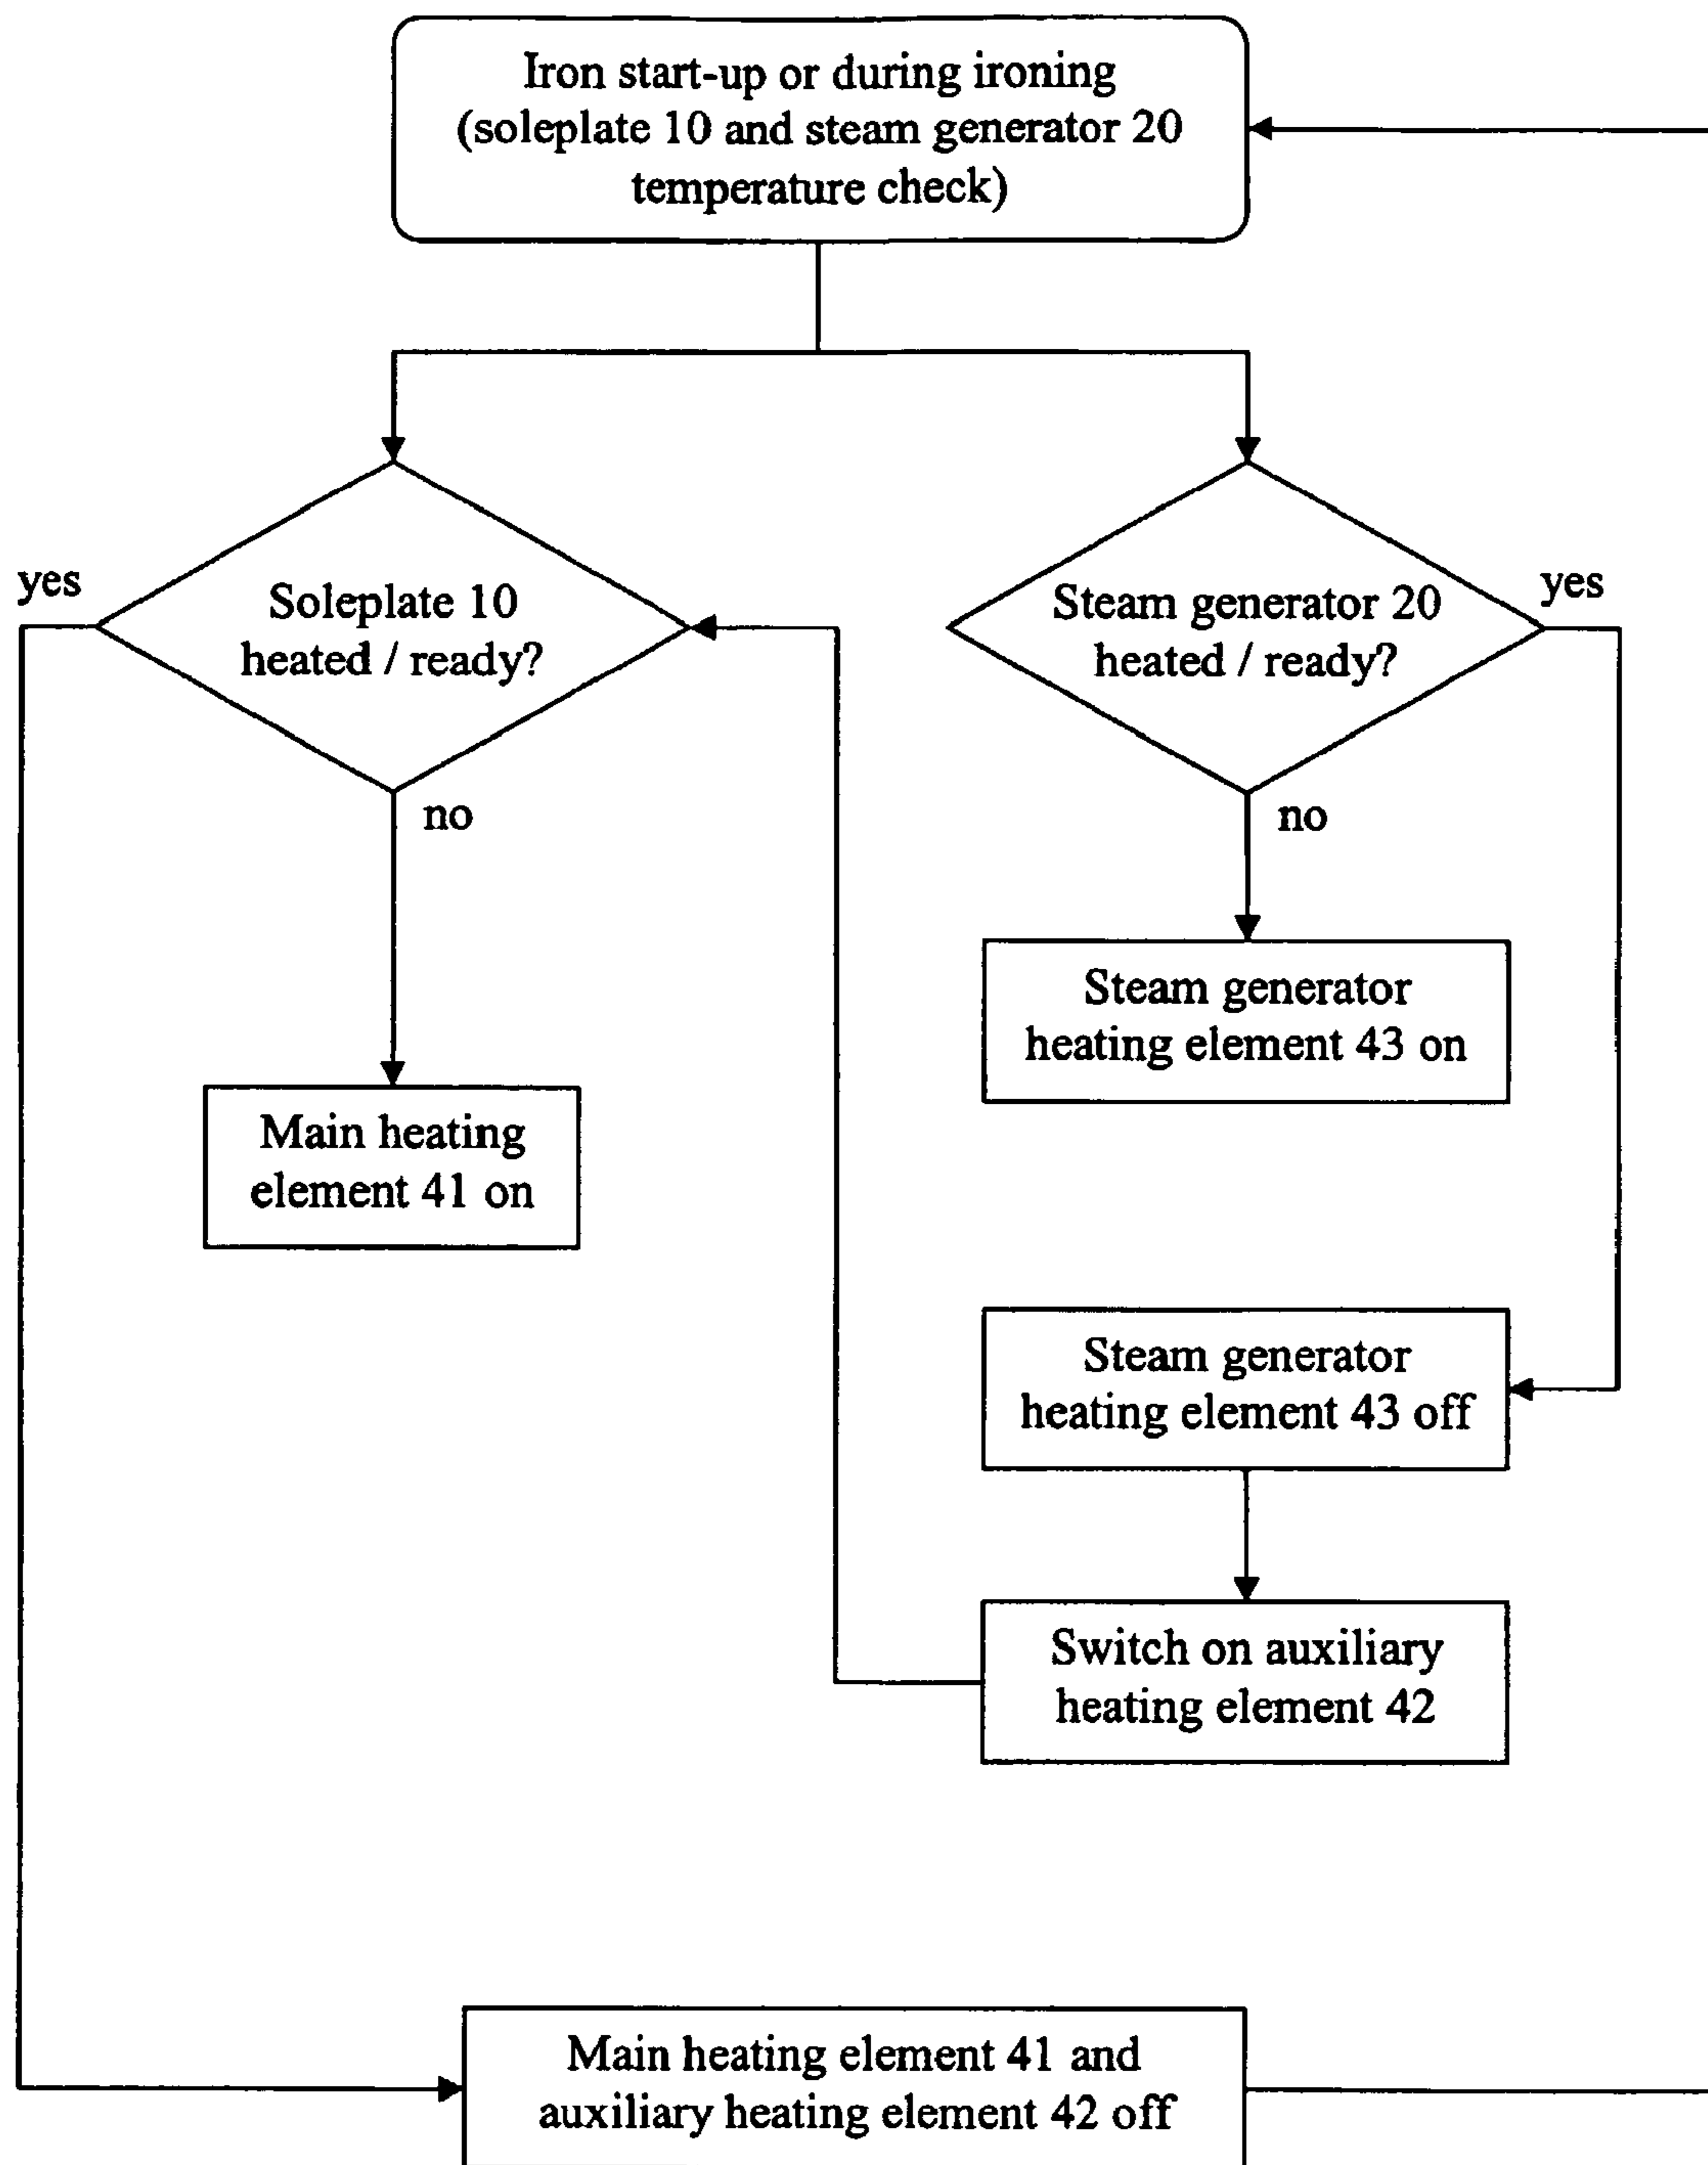 Iron start-up or during ironing
(soleplate 10 and steam generator 20
temperature check)
yes
Soleplate 10
heated / ready?
no
Steam generator 20
heated / ready?
yes
no
Steam generator
heating element 43 on
Main heating
element 41 on
Steam generator
heating element 43 off
Switch on auxiliary
heating element 42
Main heating element 41 and
auxiliary heating element 42 off